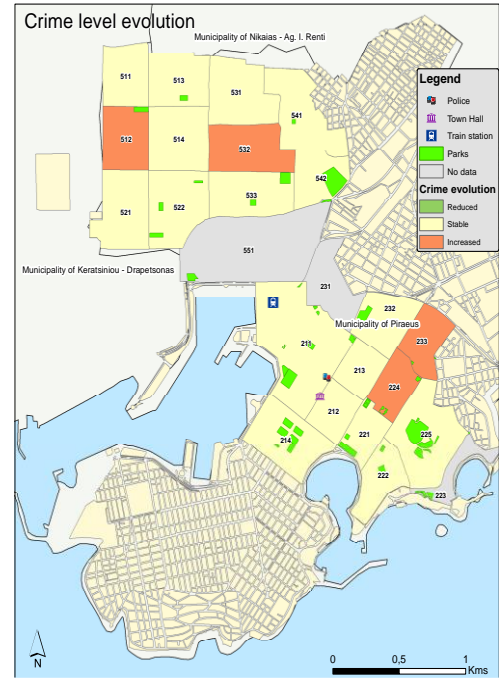 Crime level evolution
Municipality of Nikaias - Ag. I. Renti
511
513
531
541
512
514
532
542
521
522
533
551
Municipality of Keratsiniou - Drapetsonas
231
232
Municipality of Piraeus
233
211
213
224
212
214
221
225
222
223
Legend
Police
Town Hall
Train station
Parks
No data
Crime evolution
Reduced
Stable
Increased
N
0 0,5 1
Kms